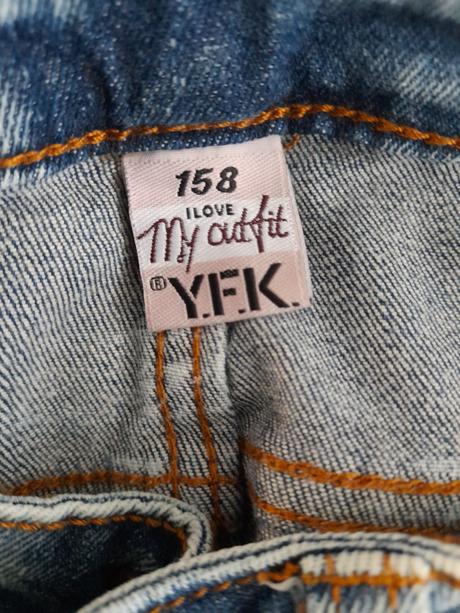 158
I LOVE
My outfit
® Y.F.K.